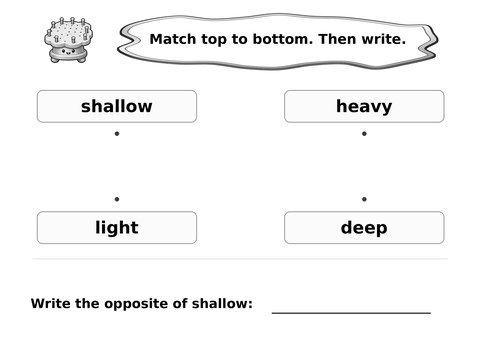 Match top to bottom. Then write.
shallow heavy
light deep
Write the opposite of shallow: